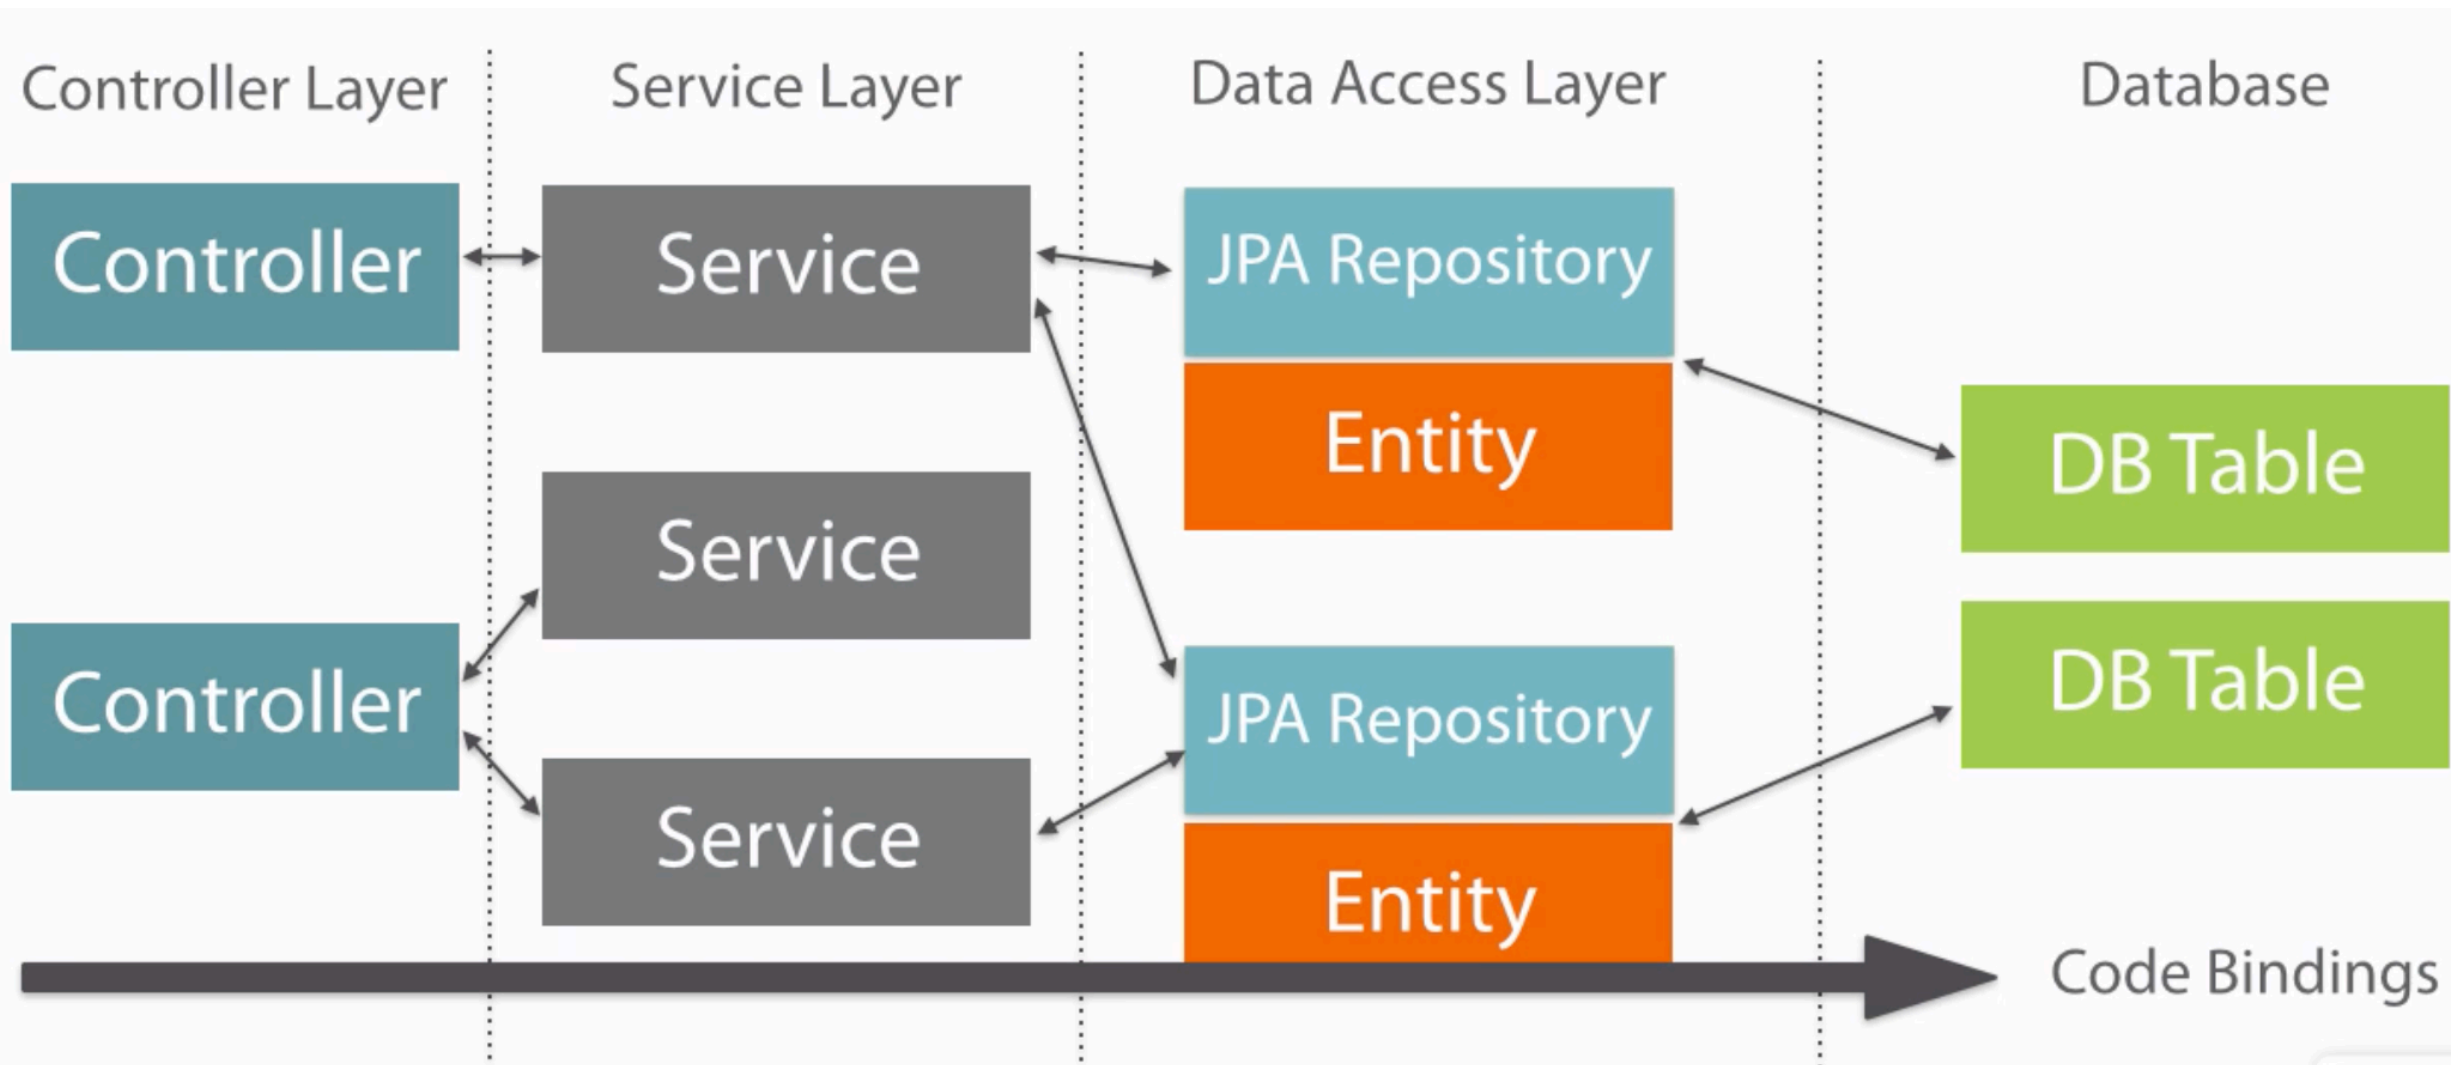 Controller Layer
Service Layer
Data Access Layer
Database
Controller
Service
JPA Repository
Entity
DB Table
Service
Controller
Service
JPA Repository
Entity
DB Table
Code Bindings